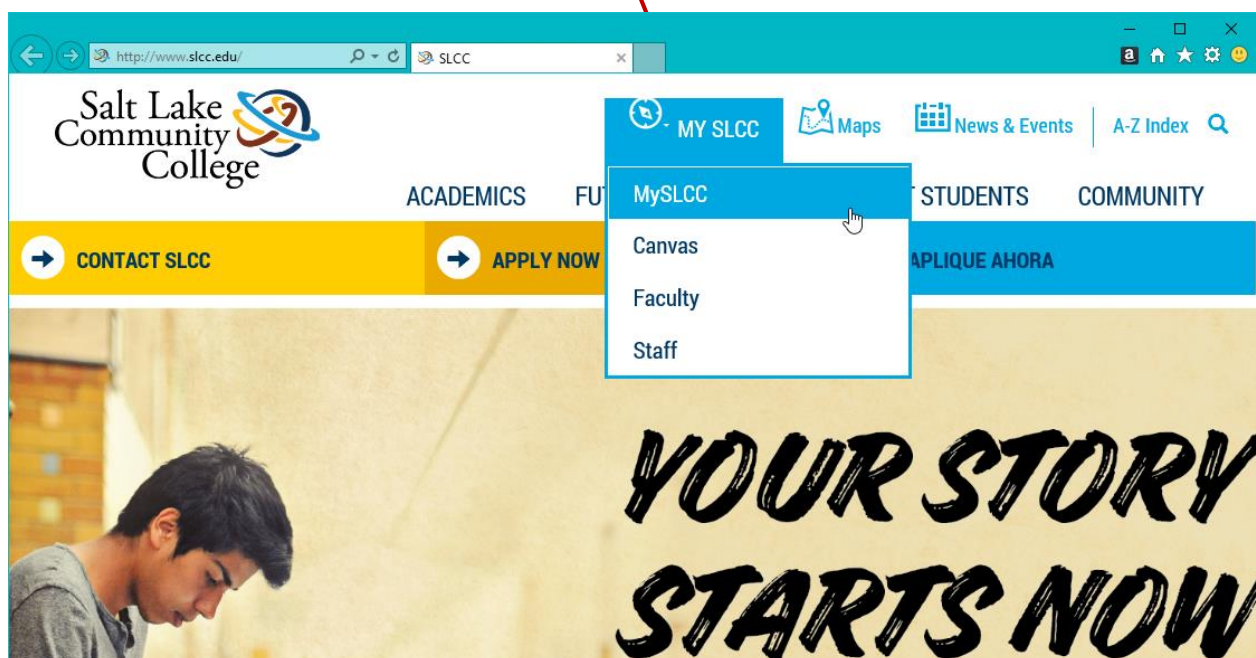 http://www.slcc.edu/
SLCC
Salt Lake
Community
College
MY SLCC
Maps
News & Events
A-Z Index
ACADEMICS
STUDENTS
COMMUNITY
MySLCC
Canvas
Faculty
Staff
CONTACT SLCC
APPLY NOW
APLIQUE AHORA
YOUR STORY
STARTS NOW